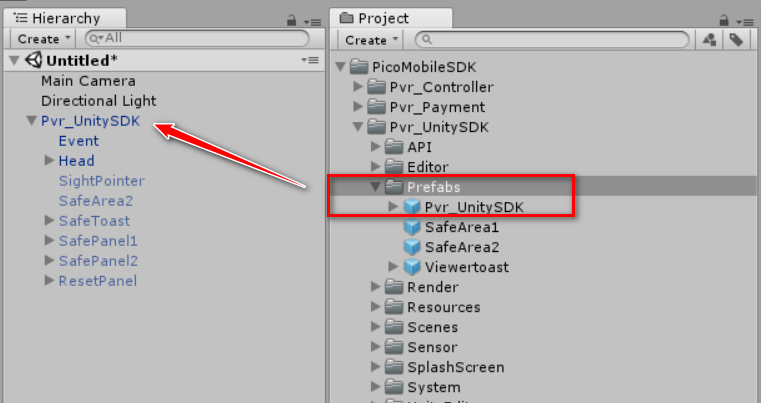 Hierarchy
Create
All
Untitled*
Main Camera
Directional Light
Pvr_UnitySDK
Event
Head
SightPointer
SafeArea2
SafeToast
SafePanel1
SafePanel2
ResetPanel
Project
Create
PicoMobileSDK
Pvr_Controller
Pvr_Payment
Pvr_UnitySDK
API
Editor
Prefabs
Pvr_UnitySDK
SafeArea1
SafeArea2
Viewertoast
Render
Resources
Scenes
Sensor
SplashScreen
System